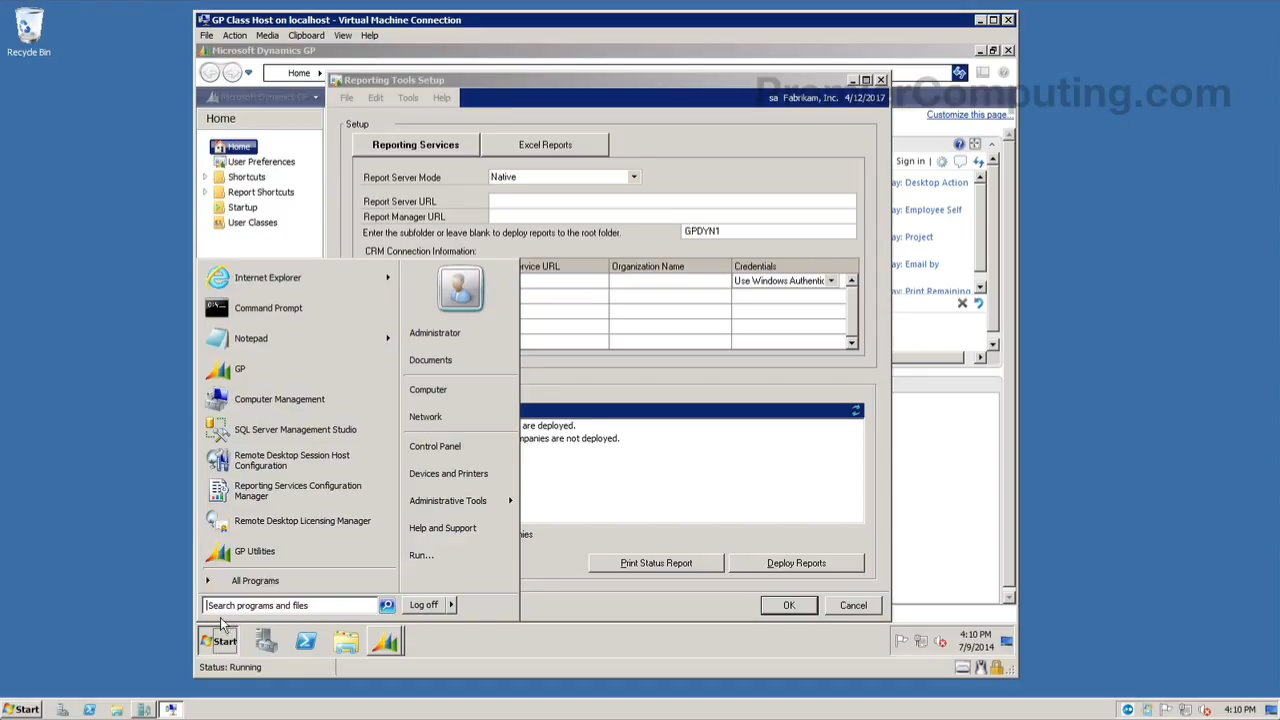 Recycle Bin
GP Class Host on localhost - Virtual Machine Connection
File Action Media Clipboard View Help
Microsoft Dynamics GP
Home
Reporting Tools Setup
Microsoft Dynamics GP
File Edit Tools Help
sa Fabrikam, Inc. 4/12/2017
Computing.com
Customize this page...
Home
Home
User Preferences
Shortcuts
Report Shortcuts
Startup
User Classes
Setup
Reporting Services Excel Reports
Report Server Mode Native
Report Server URL
Report Manager URL
Enter the subfolder or leave blank to deploy reports to the root folder. GPDYN1
CRM Connection Information:
rvice URL Organization Name Credentials
Use Windows Authentic
are deployed.
mpanies are not deployed.
nies
Print Status Report Deploy Reports
OK Cancel
Sign in
ay: Desktop Action
ay: Employee Self
ay: Project
ay: Email by
ay: Print Remaining
Internet Explorer
Command Prompt
Notepad
GP
Computer Management
SQL Server Management Studio
Remote Desktop Session Host
Configuration
Reporting Services Configuration
Manager
Remote Desktop Licensing Manager
GP Utilities
All Programs
Search programs and files
Administrator
Documents
Computer
Network
Control Panel
Devices and Printers
Administrative Tools
Help and Support
Run...
Log off
Start
4:10 PM
7/9/2014
Status: Running
Start
4:10 PM